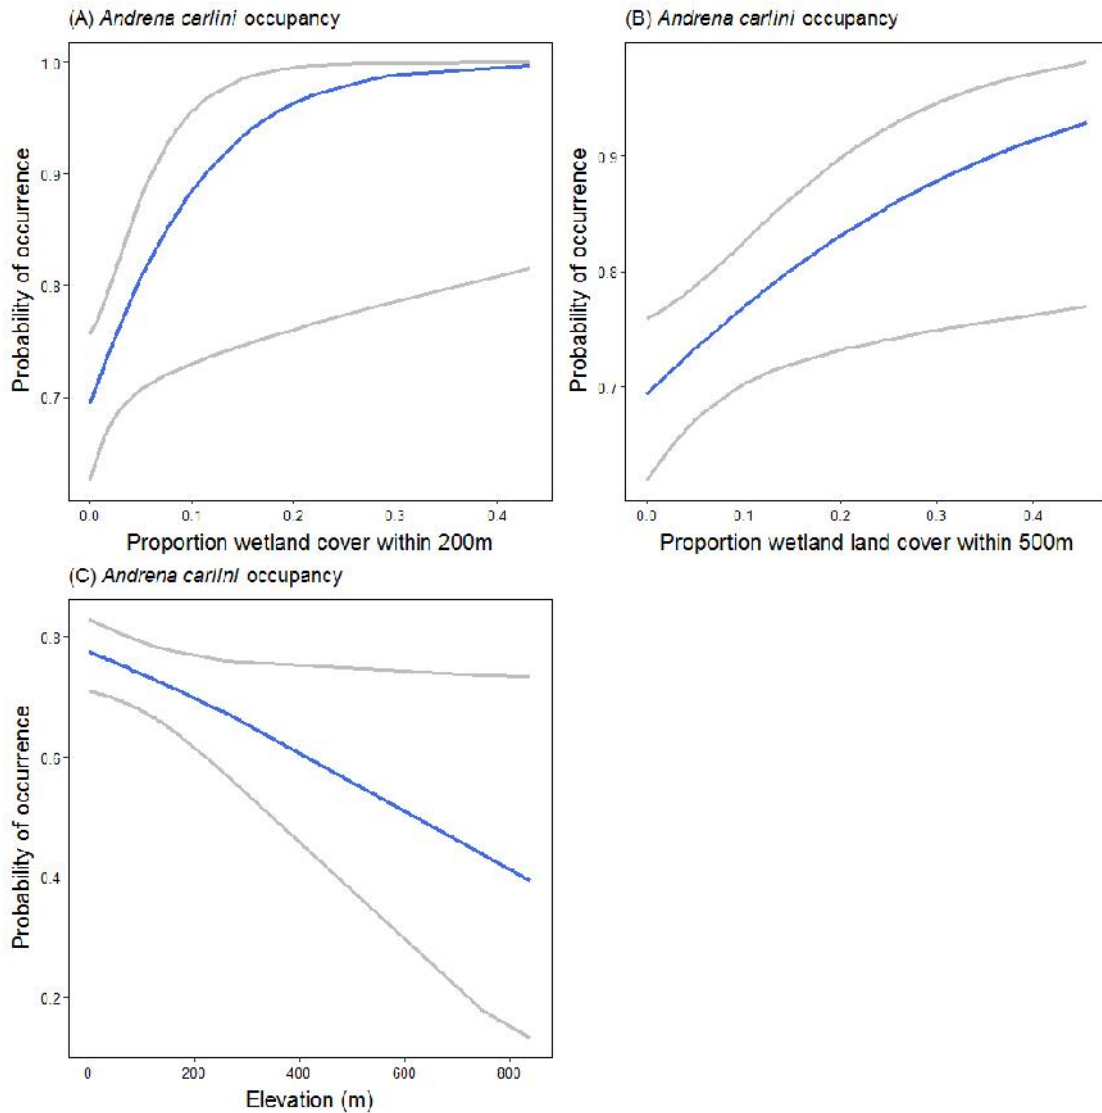 (A) Andrena carlini occupancy
Probability of occurrence
1.0
0.9
0.8
0.7
0.0 0.1 0.2 0.3 0.4
Proportion wetland cover within 200m
(B) Andrena carlini occupancy
Probability of occurrence
0.9
0.8
0.7
0.0 0.1 0.2 0.3 0.4
Proportion wetland land cover within 500m
(C) Andrena carlini occupancy
Probability of occurrence
0.8
0.6
0.4
0.2
0 200 400 600 800
Elevation (m)